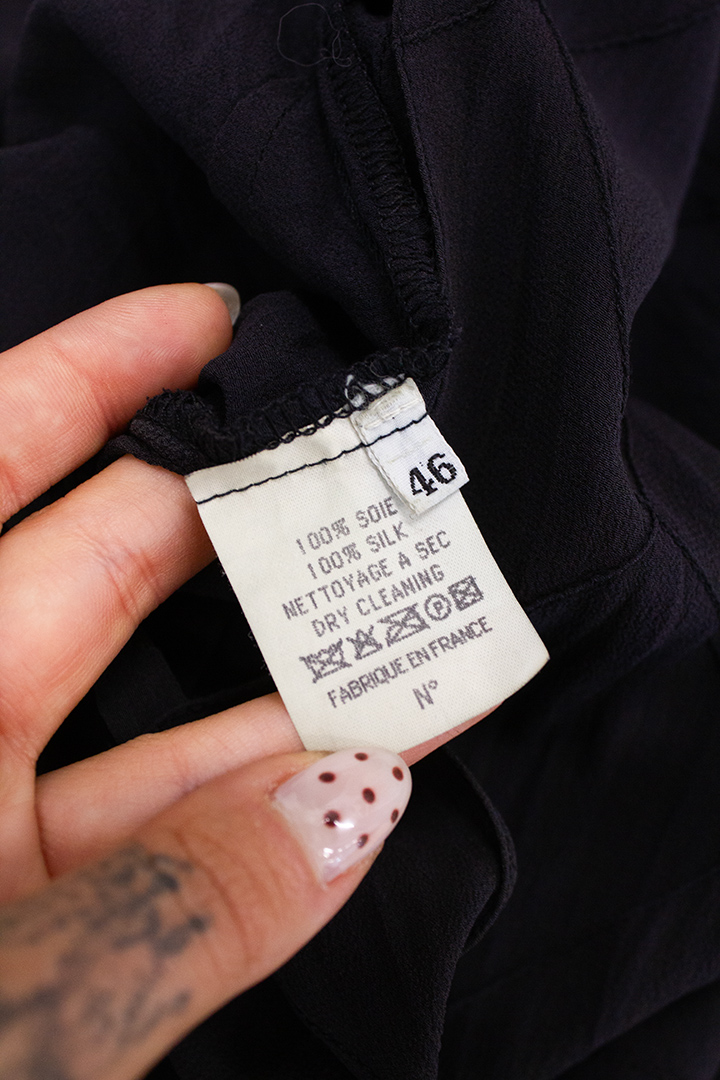 46
100% SOIE
100% SILK
NETTOYAGE A SEC
DRY CLEANING
P
FABRIQUE EN FRANCE
N°